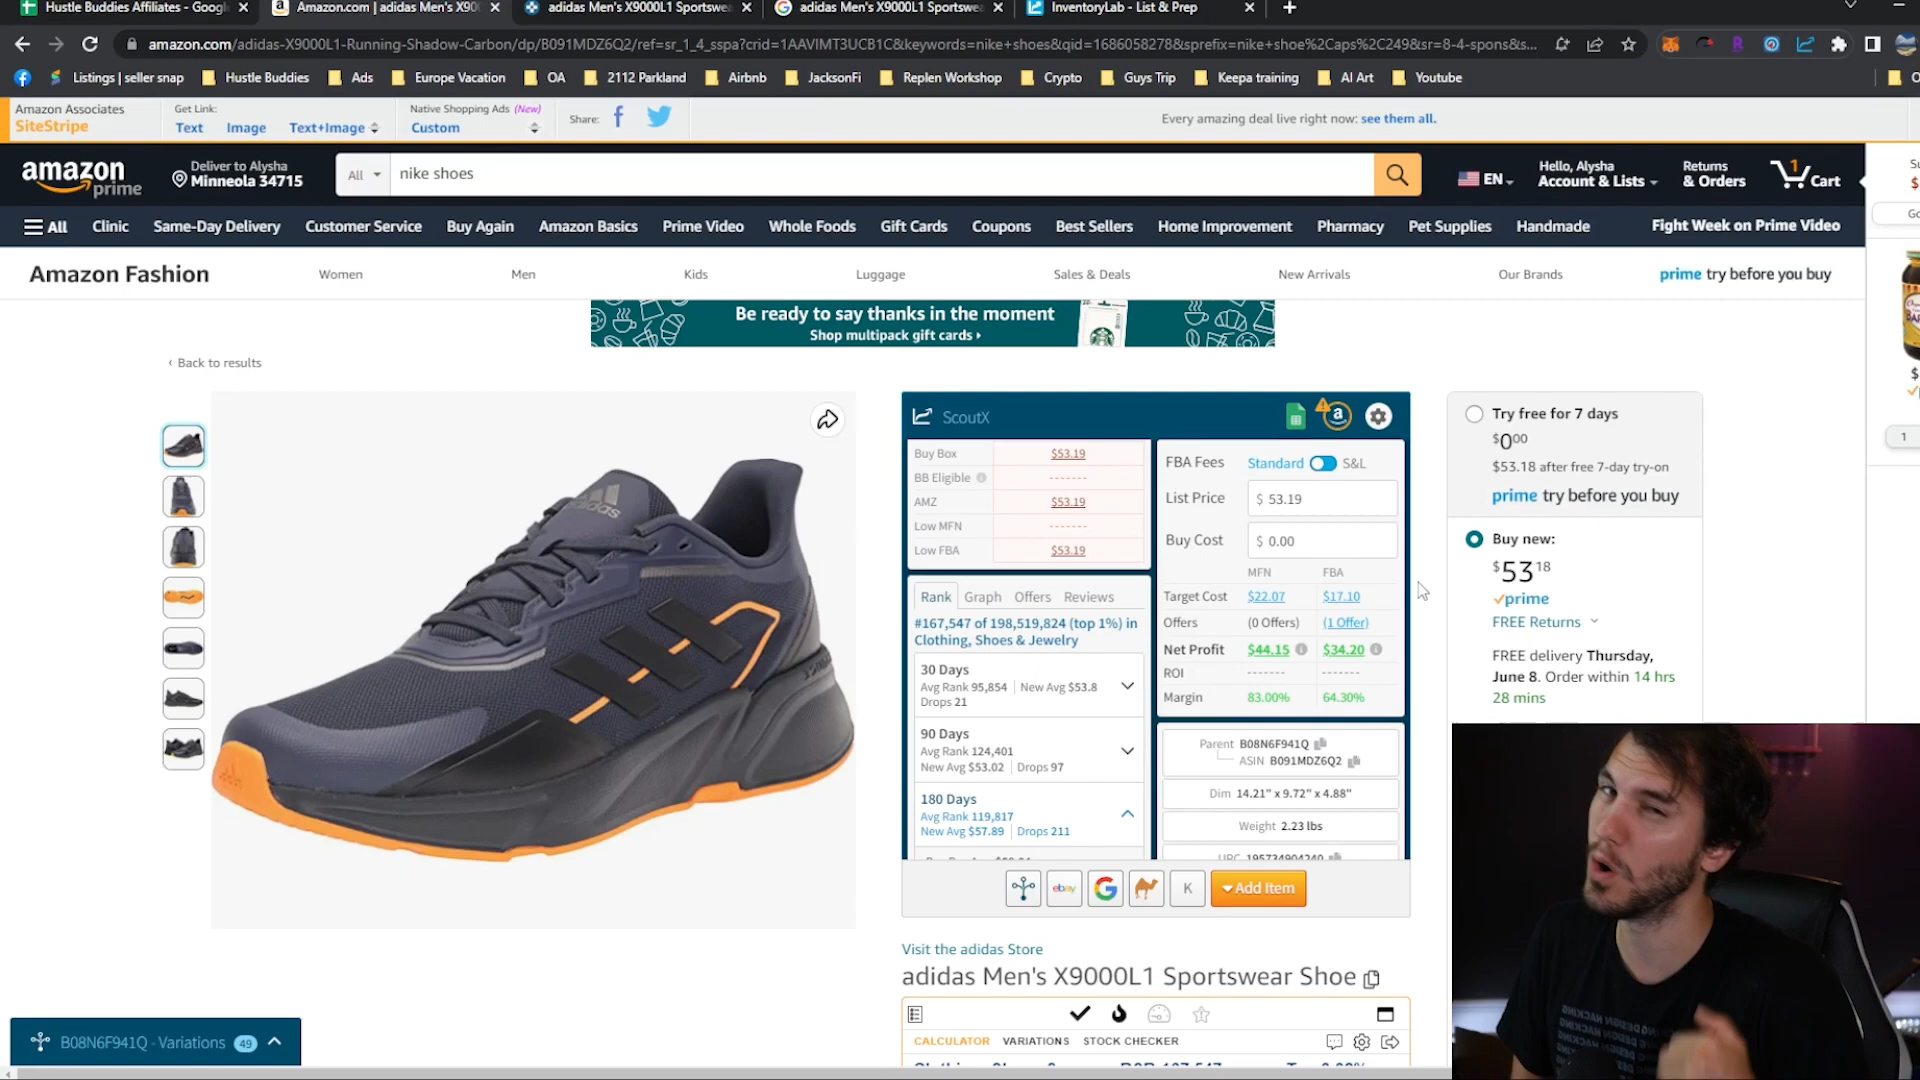 Hustle Buddies Affiliates - Googl
Amazon.com | adidas Men's X900
adidas Men's X9000L1 Sportswea
adidas Men's X9000L1 Sportswea
InventoryLab - List & Prep
amazon.com/adidas-X9000L1-Running-Shadow-Carbon/dp/B091MDZ6Q2/ref=sr_1_4_sspa?crid=1AAVIMT3UCB1C&keywords=nike+shoes&qid=1686058278&sprefix=nike+shoe%2Caps%2C249&sr=8-4-spons&s...
Listings | seller snap
Hustle Buddies
Ads
Europe Vacation
OA
2112 Parkland
Airbnb
JacksonFi
Replen Workshop
Crypto
Guys Trip
Keepa training
AI Art
Youtube
Amazon Associates
SiteStripe
Get Link:
Text
Image
Text+Image
Native Shopping Ads (New)
Custom
Share:
Every amazing deal live right now: see them all.
amazon
prime
Deliver to Alysha
Minneola 34715
All
nike shoes
EN
Hello, Alysha
Account & Lists
Returns
& Orders
1
Cart
All
Clinic
Same-Day Delivery
Customer Service
Buy Again
Amazon Basics
Prime Video
Whole Foods
Gift Cards
Coupons
Best Sellers
Home Improvement
Pharmacy
Pet Supplies
Handmade
Fight Week on Prime Video
Amazon Fashion
Women
Men
Kids
Luggage
Sales & Deals
New Arrivals
Our Brands
prime try before you buy
Be ready to say thanks in the moment
Shop multipack gift cards ›
‹ Back to results
adidas
ScoutX
Buy Box $53.19
BB Eligible -------
AMZ $53.19
Low MFN -------
Low FBA $53.19
FBA Fees Standard S&L
List Price $ 53.19
Buy Cost $ 0.00
MFN FBA
Target Cost $22.07 $17.10
Offers (0 Offers) (1 Offer)
Net Profit $44.15 $34.20
ROI ------- -------
Margin 83.00% 64.30%
Rank Graph Offers Reviews
#167,547 of 198,519,824 (top 1%) in
Clothing, Shoes & Jewelry
30 Days
Avg Rank 95,854 | New Avg $53.8
Drops 21
90 Days
Avg Rank 124,401
New Avg $53.02 | Drops 97
180 Days
Avg Rank 119,817
New Avg $57.89 | Drops 211
Parent B08N6F941Q
ASIN B091MDZ6Q2
Dim 14.21" x 9.72" x 4.88"
Weight 2.23 lbs
UPC 195734904240
ebay
K
Add Item
Try free for 7 days
$000
$53.18 after free 7-day try-on
prime try before you buy
Buy new:
$5318
prime
FREE Returns
FREE delivery Thursday,
June 8. Order within 14 hrs
28 mins
1
Visit the adidas Store
adidas Men's X9000L1 Sportswear Shoe
CALCULATOR VARIATIONS STOCK CHECKER
B08N6F941Q - Variations 49